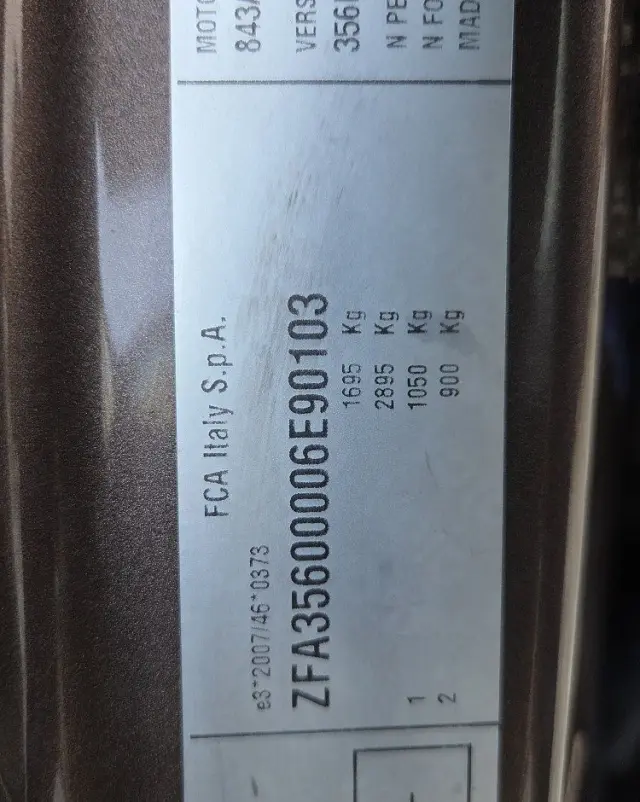 FCA Italy S.p.A.
e3*2007/46*0373
ZFA35600006E90103
1695 Kg
2895 Kg
1 1050 Kg
2 900 Kg
MOTO
843A
VERS
356
N PE
N FO
MAD